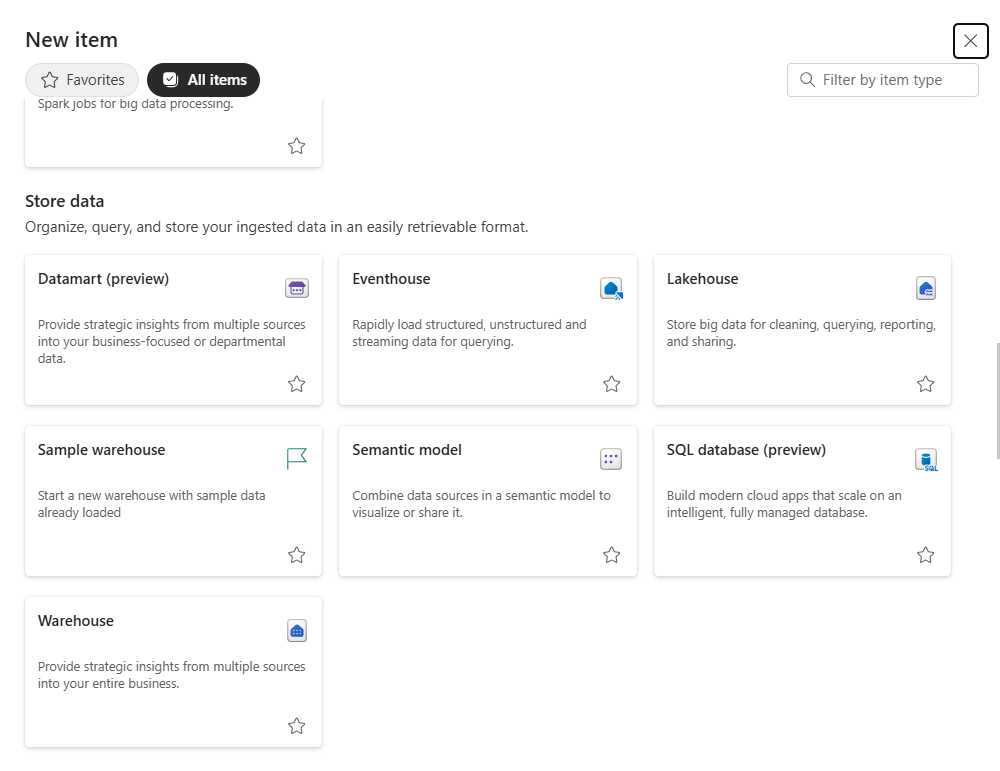 New item
Favorites
All items
Filter by item type
Spark jobs for big data processing.
Store data
Organize, query, and store your ingested data in an easily retrievable format.
Datamart (preview)
Provide strategic insights from multiple sources
into your business-focused or departmental
data.
Eventhouse
Rapidly load structured, unstructured and
streaming data for querying.
Lakehouse
Store big data for cleaning, querying, reporting,
and sharing.
Sample warehouse
Start a new warehouse with sample data
already loaded
Semantic model
Combine data sources in a semantic model to
visualize or share it.
SQL database (preview)
SQL
Build modern cloud apps that scale on an
intelligent, fully managed database.
Warehouse
Provide strategic insights from multiple sources
into your entire business.